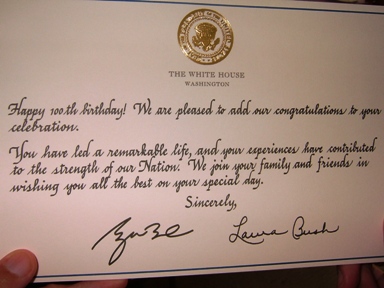 THE WHITE HOUSE
WASHINGTON
Happy 100th birthday! We are pleased to add our congratulations to your
celebration.
You have led a remarkable life, and your experiences have contributed
to the strength of our Nation. We join your family and friends in
wishing you all the best on your special day.
Sincerely,
Laura Bush